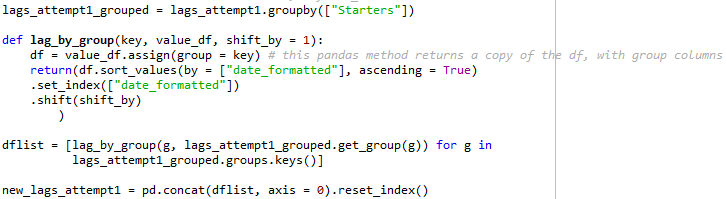 lags_attempt1_grouped = lags_attempt1.groupby(["Starters"])
def lag_by_group(key, value_df, shift_by = 1):
    df = value_df.assign(group = key) # this pandas method returns a copy of the df, with group columns
    return(df.sort_values(by = ["date_formatted"], ascending = True)
    .set_index(["date_formatted"])
    .shift(shift_by)
        )
dflist = [lag_by_group(g, lags_attempt1_grouped.get_group(g)) for g in
          lags_attempt1_grouped.groups.keys()]
new_lags_attempt1 = pd.concat(dflist, axis = 0).reset_index()